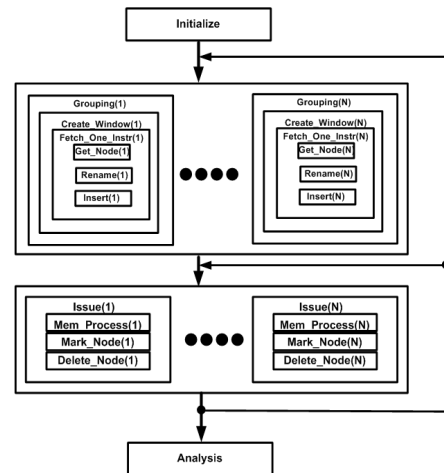 Initialize
Grouping(1)
Create_Window(1)
Fetch_One_Instr(1)
Get_Node(1)
Rename(1)
Insert(1)
Grouping(N)
Create_Window(N)
Fetch_One_Instr(N)
Get_Node(N)
Rename(N)
Insert(N)
Issue(1)
Mem_Process(1)
Mark_Node(1)
Delete_Node(1)
Issue(N)
Mem_Process(N)
Mark_Node(N)
Delete_Node(N)
Analysis